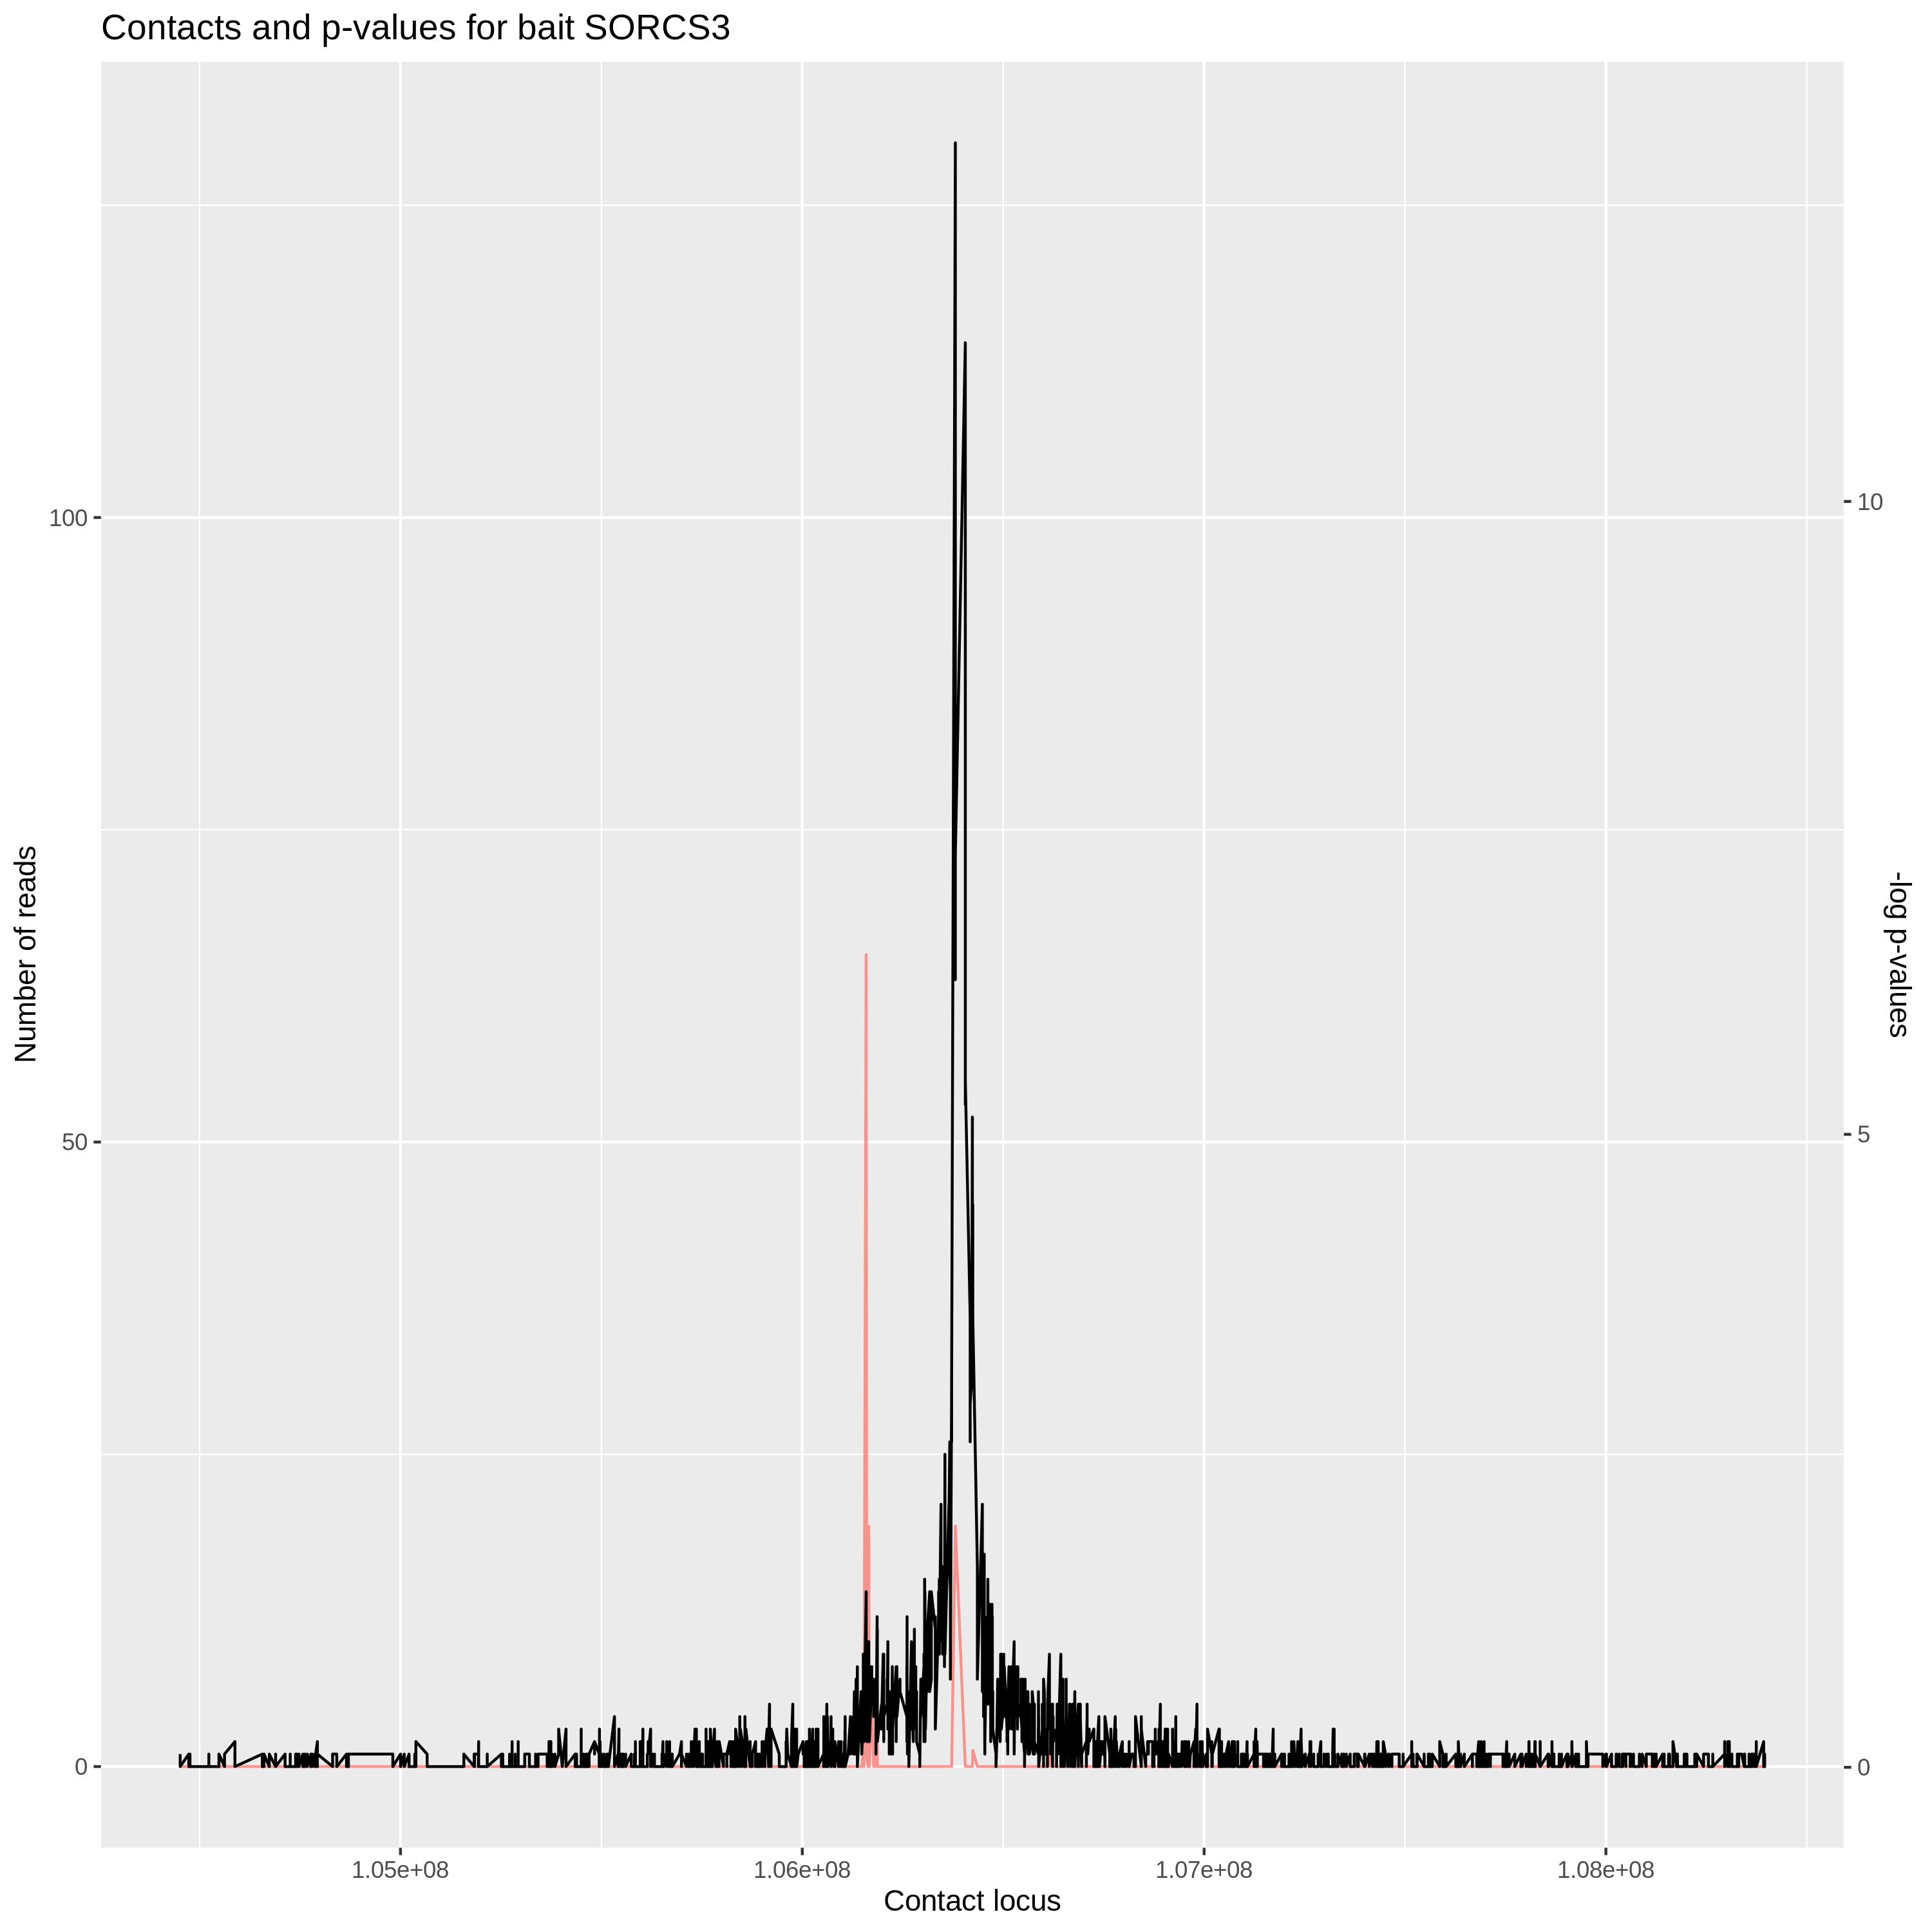 Contacts and p-values for bait SORCS3
Number of reads
100
50
0
10
5
0
-log p-values
1.05e+08
1.06e+08
1.07e+08
1.08e+08
Contact locus